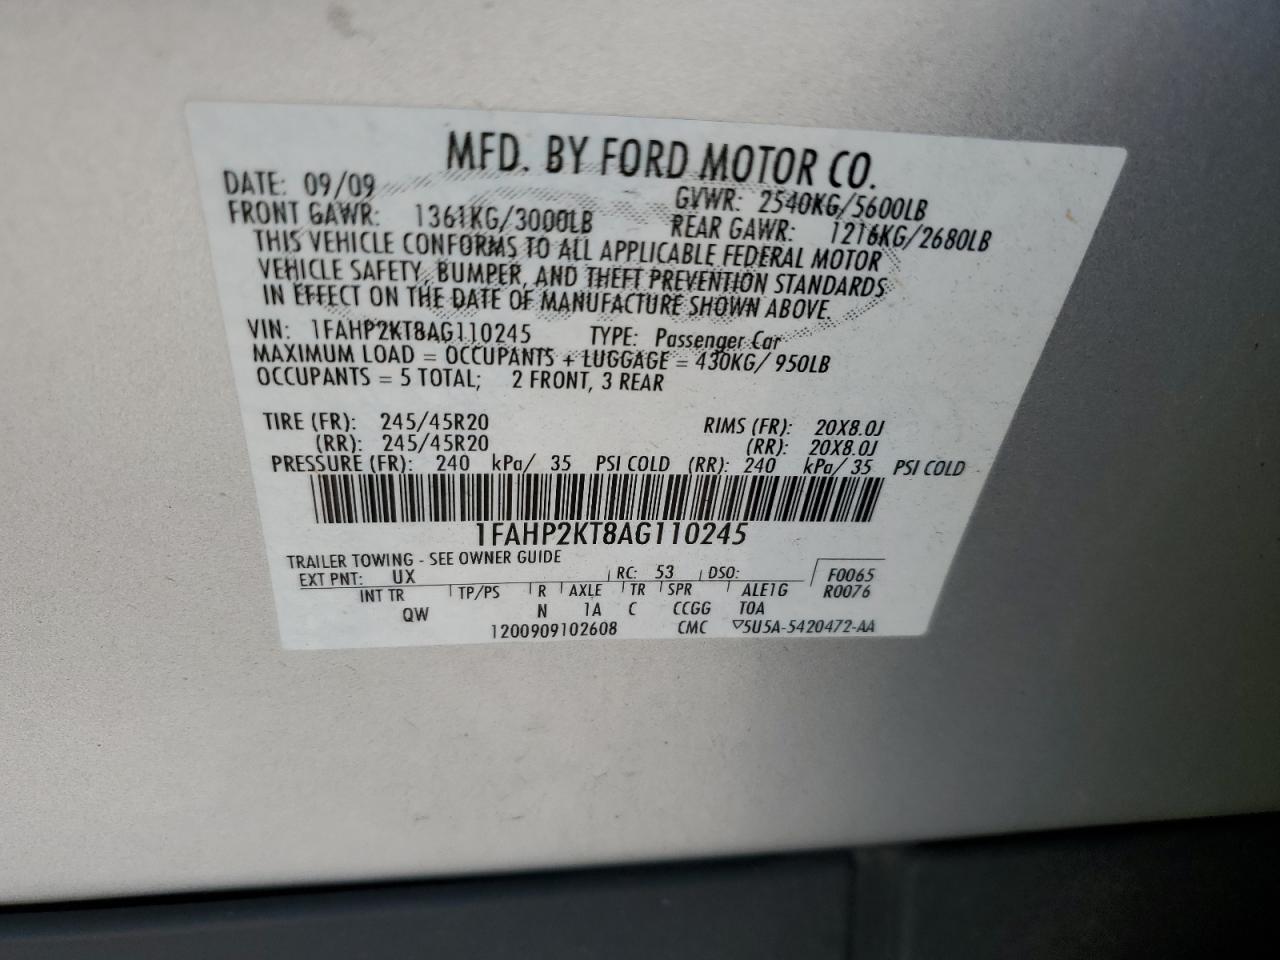 MFD. BY FORD MOTOR CO.
DATE: 09/09 GVWR: 2540KG/5600LB
FRONT GAWR: 1361KG/3000LB REAR GAWR: 1216KG/2680LB
THIS VEHICLE CONFORMS TO ALL APPLICABLE FEDERAL MOTOR
VEHICLE SAFETY, BUMPER, AND THEFT PREVENTION STANDARDS
IN EFFECT ON THE DATE OF MANUFACTURE SHOWN ABOVE.
VIN: 1FAHP2KT8AG110245 TYPE: Passenger Car
MAXIMUM LOAD = OCCUPANTS + LUGGAGE = 430KG/ 950LB
OCCUPANTS = 5 TOTAL; 2 FRONT, 3 REAR
TIRE (FR): 245/45R20 RIMS (FR): 20X8.0J
(RR): 245/45R20 (RR): 20X8.0J
PRESSURE (FR): 240 kPa/ 35 PSI COLD (RR): 240 kPa/ 35 PSI COLD
1FAHP2KT8AG110245
TRAILER TOWING - SEE OWNER GUIDE
EXT PNT: UX RC: 53 DSO: F0065
INT TR TP/PS R AXLE TR SPR ALE1G R0076
QW N 1A C CCGG T0A
1200909102608 CMC ▽5U5A-5420472-AA